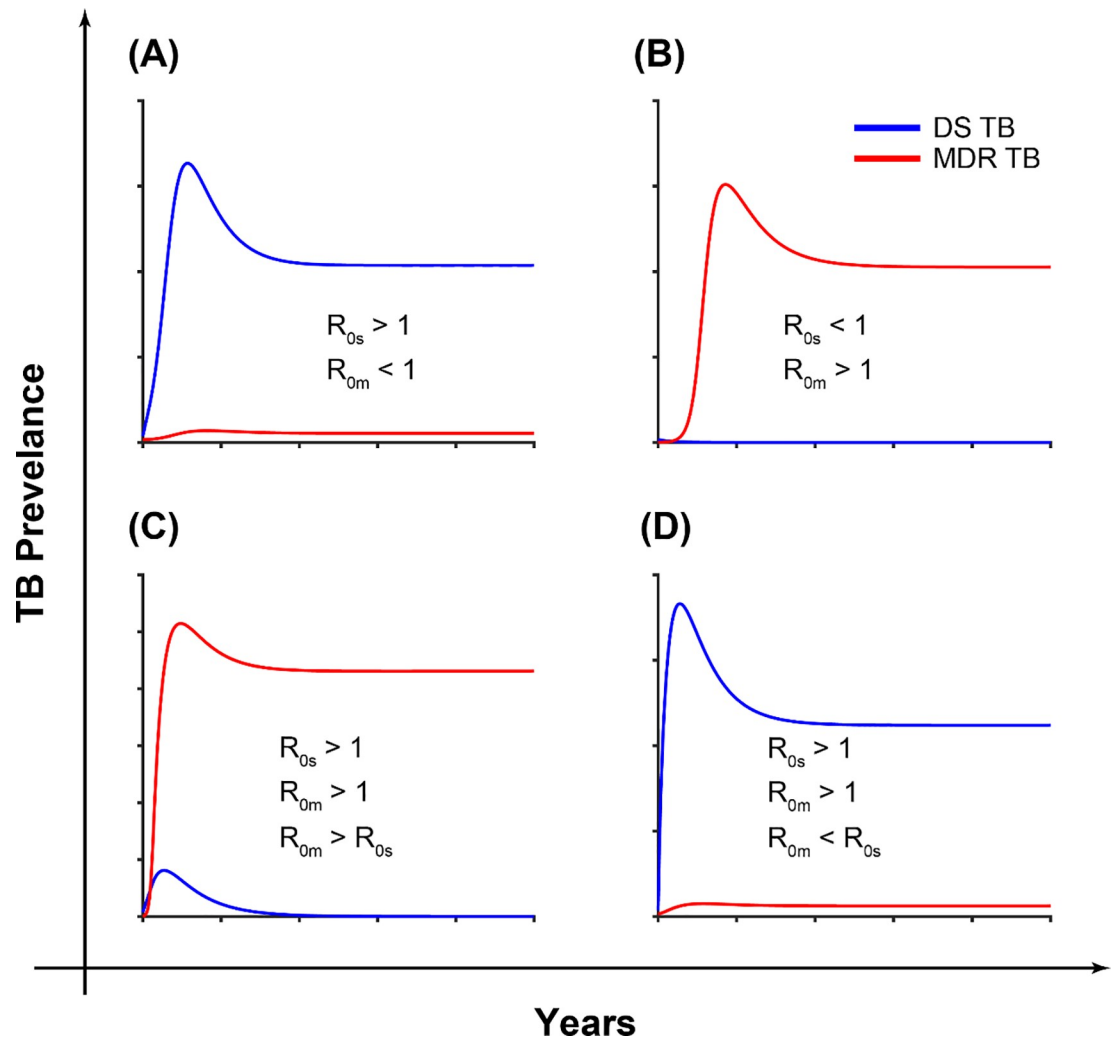 (A)
R0s > 1
R0m < 1
(B)
DS TB
MDR TB
R0s < 1
R0m > 1
(C)
R0s > 1
R0m > 1
R0m > R0s
(D)
R0s > 1
R0m > 1
R0m < R0s
TB Prevelance
Years